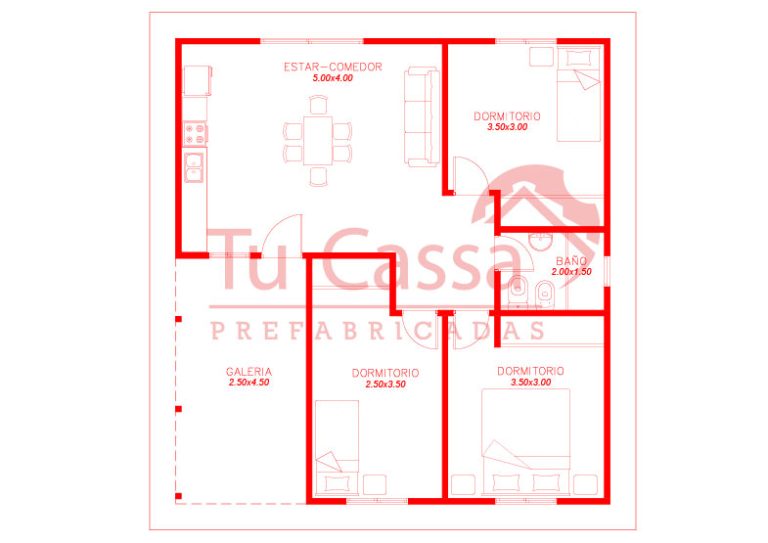 ESTAR-COMEDOR
5.00x4.00
DORMITORIO
3.50x3.00
Tu Cassa
PREFABRICADAS
BAÑO
2.00x1.50
GALERIA
2.50x4.50
DORMITORIO
2.50x3.50
DORMITORIO
3.50x3.00